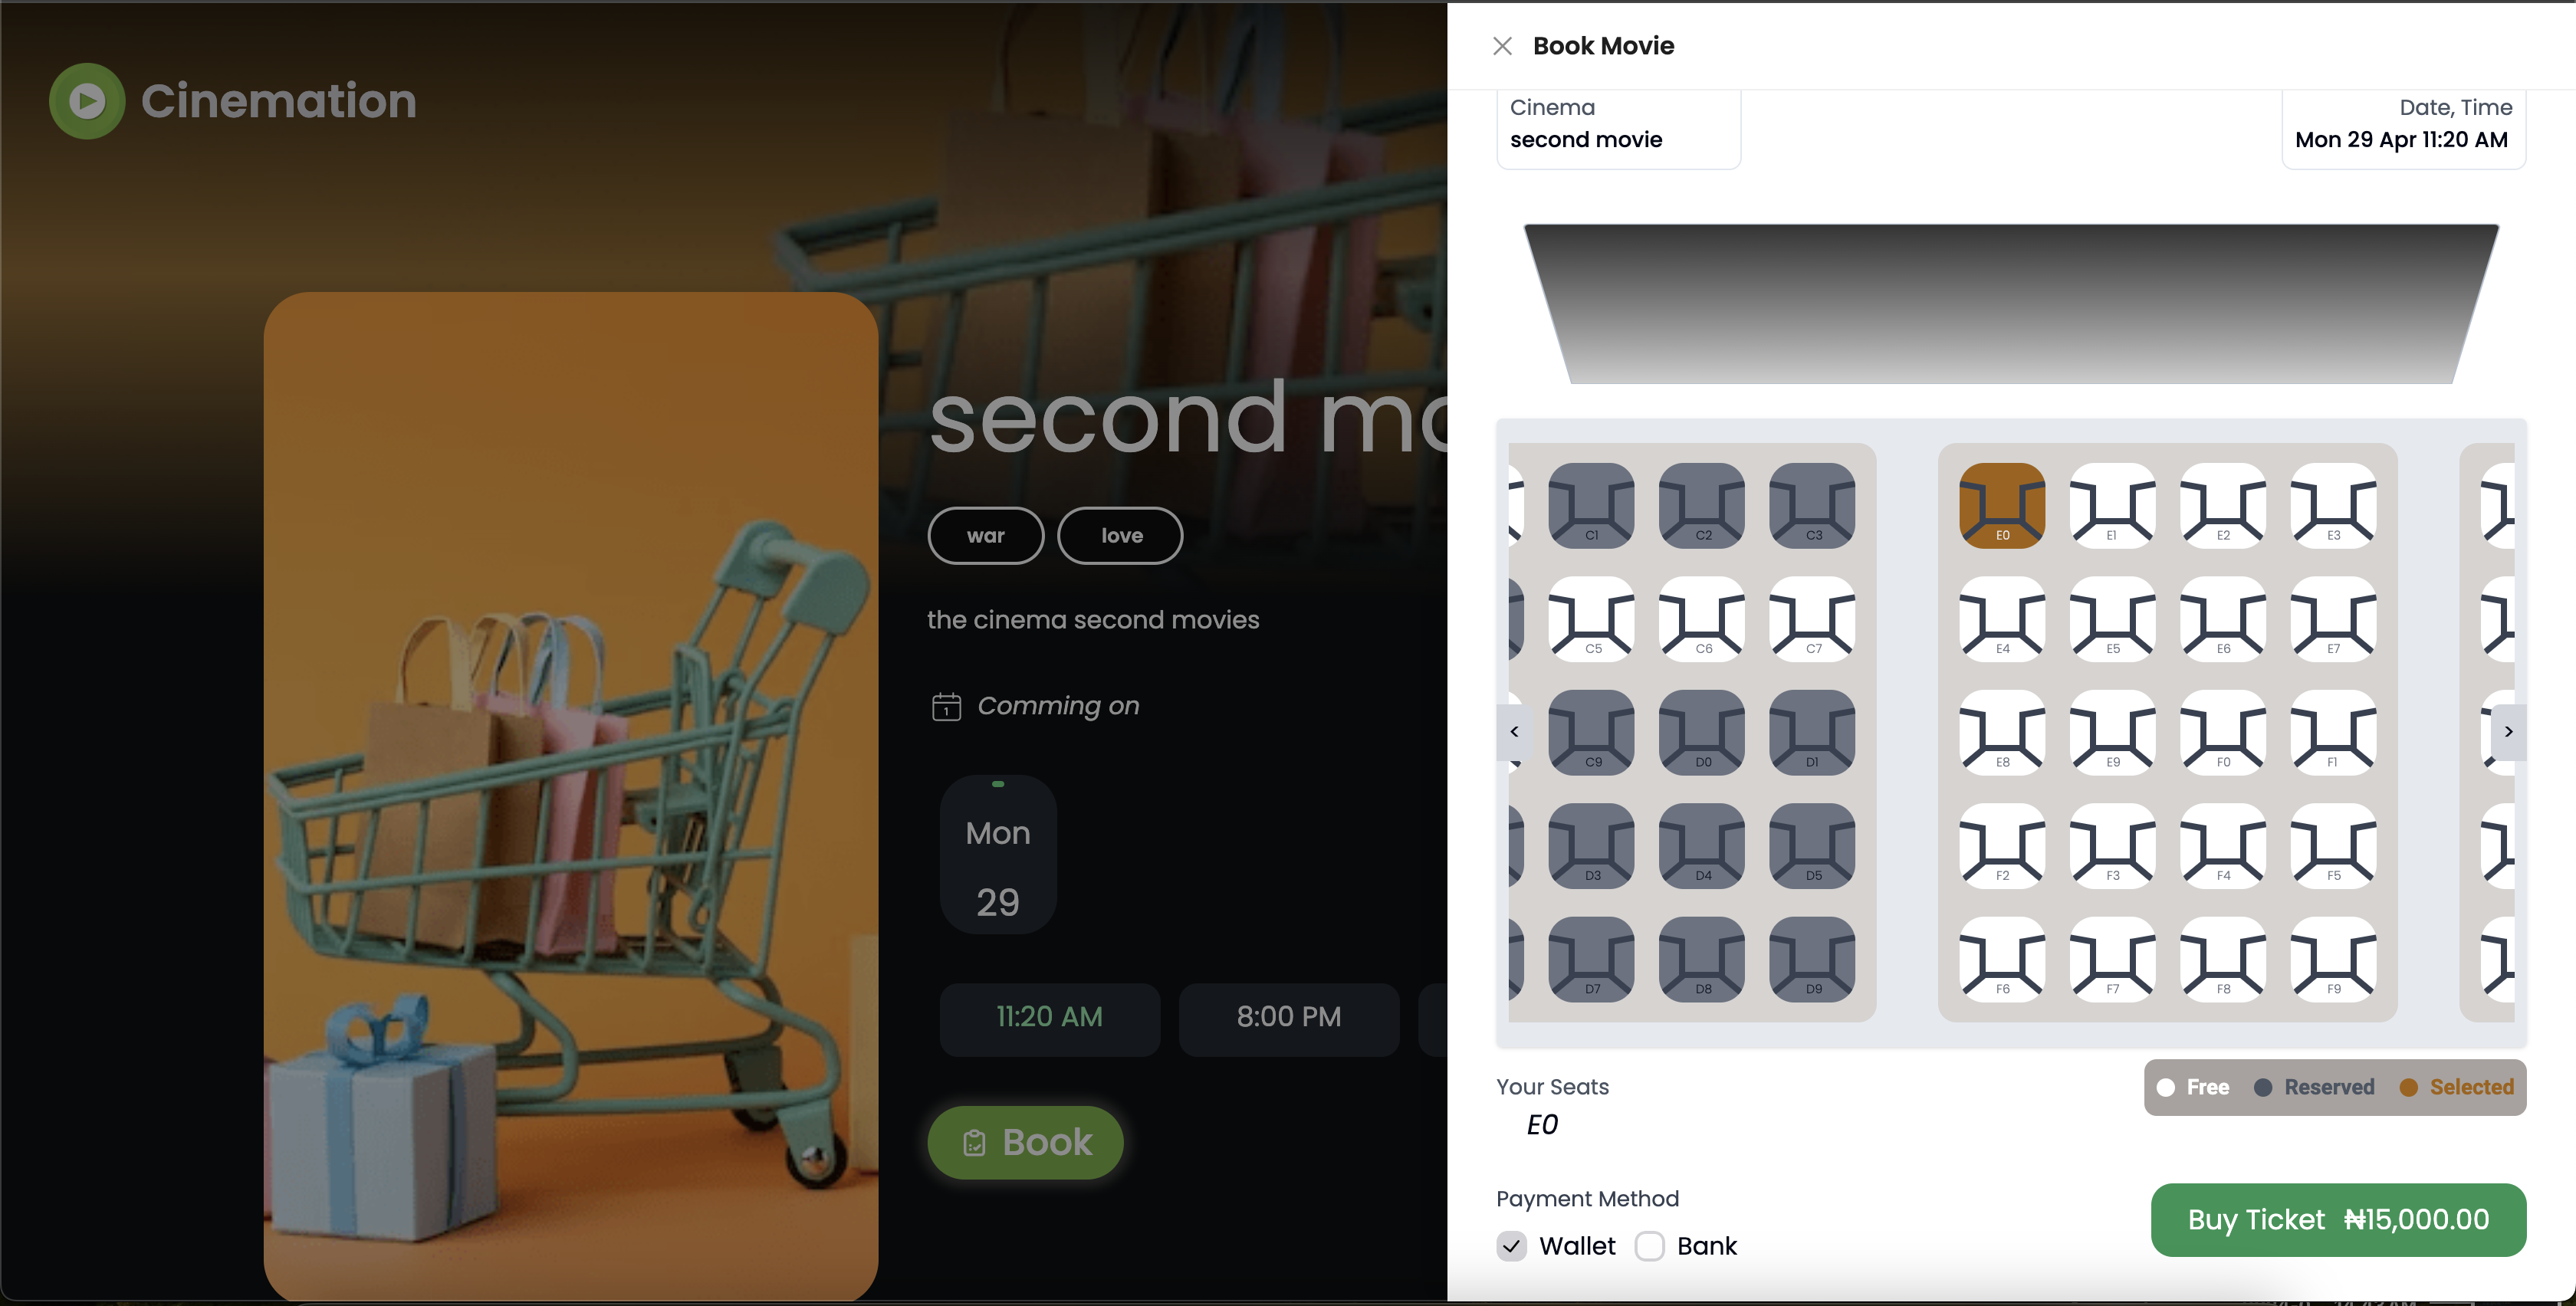 Cinemation
second mo
war
love
the cinema second movies
1
Comming on
Mon
29
11:20 AM
8:00 PM
Book
Book Movie
Cinema
second movie
Date, Time
Mon 29 Apr 11:20 AM
C1 C2 C3
C5 C6 C7
C9 D0 D1
D3 D4 D5
D7 D8 D9
E0 E1 E2 E3
E4 E5 E6 E7
E8 E9 F0 F1
F2 F3 F4 F5
F6 F7 F8 F9
<
>
Your Seats
E0
Free Reserved Selected
Payment Method
Wallet Bank
Buy Ticket ₦15,000.00